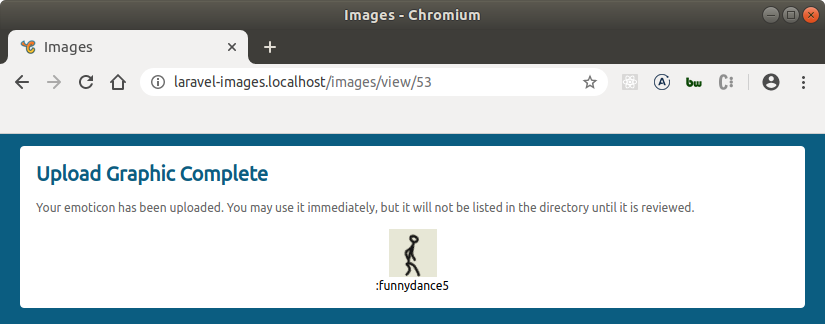 Images - Chromium
Images
laravel-images.localhost/images/view/53
bw
Upload Graphic Complete
Your emoticon has been uploaded. You may use it immediately, but it will not be listed in the directory until it is reviewed.
:funnydance5